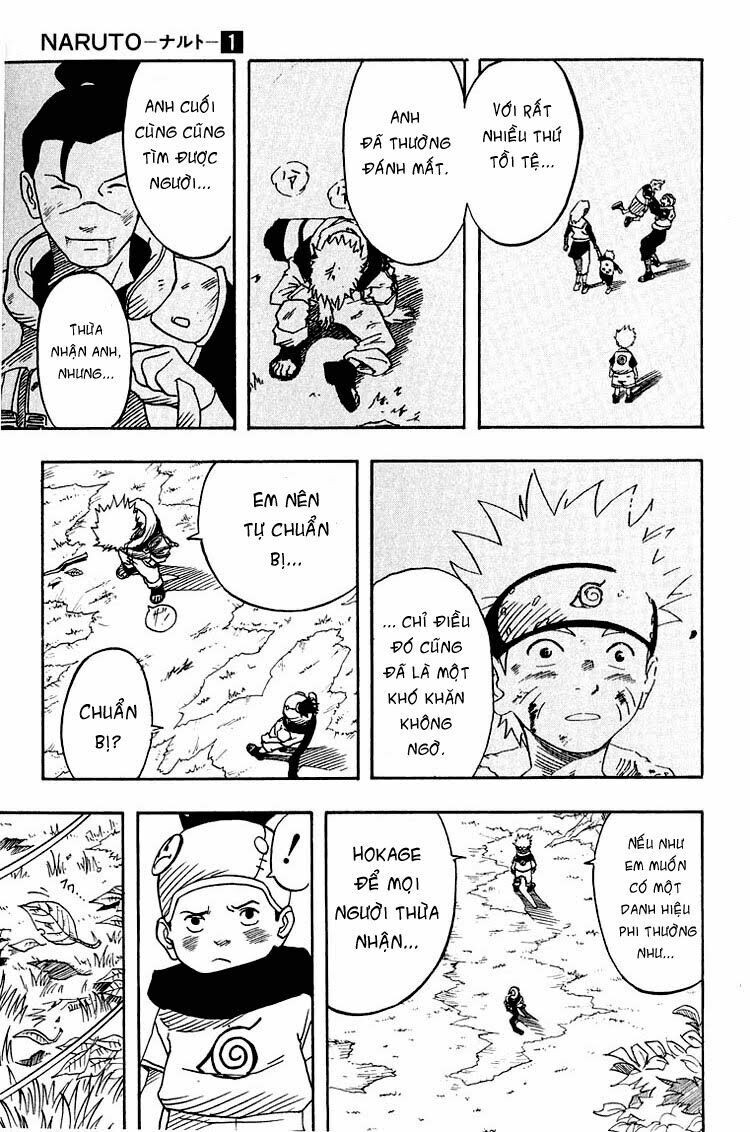 NARUTO—ナルト—1
VỚI RẤT
NHIỀU THỨ
TỒI TỆ...
ANH
ĐÃ THƯỜNG
ĐÁNH MẤT.
ANH CUỐI
CÙNG CŨNG
TÌM ĐƯỢC
NGƯỜI...
THỪA
NHẬN ANH,
NHƯNG...
... CHỈ ĐIỀU
ĐÓ CŨNG
ĐÃ LÀ MỘT
KHÓ KHĂN
KHÔNG
NGỜ.
EM NÊN
TỰ CHUẨN
BỊ...
CHUẨN
BỊ?
NẾU NHƯ
EM MUỐN
CÓ MỘT
DANH HIỆU
PHI THƯỜNG
NHƯ...
HOKAGE
ĐỂ MỌI
NGƯỜI THỪA
NHẬN...
!